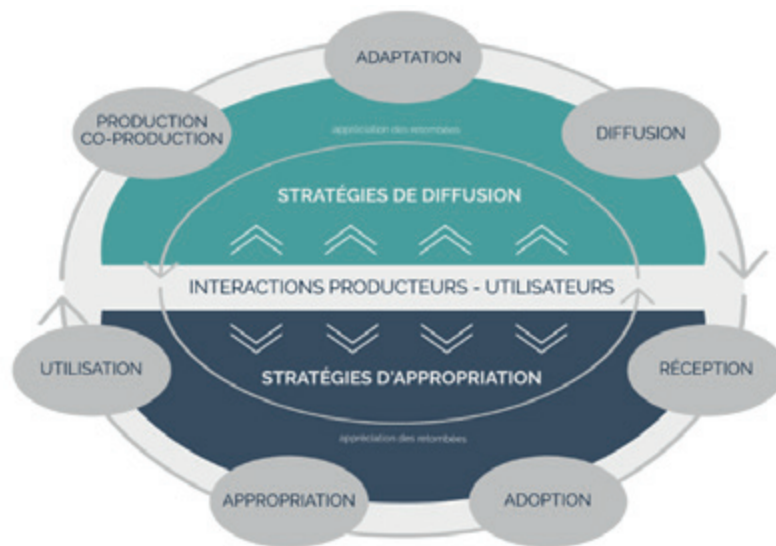 ADAPTATION
PRODUCTION
CO-PRODUCTION
DIFFUSION
appréciation des retombées
STRATÉGIES DE DIFFUSION
INTERACTIONS PRODUCTEURS - UTILISATEURS
UTILISATION
STRATÉGIES D'APPROPRIATION
RÉCEPTION
appréciation des retombées
APPROPRIATION
ADOPTION